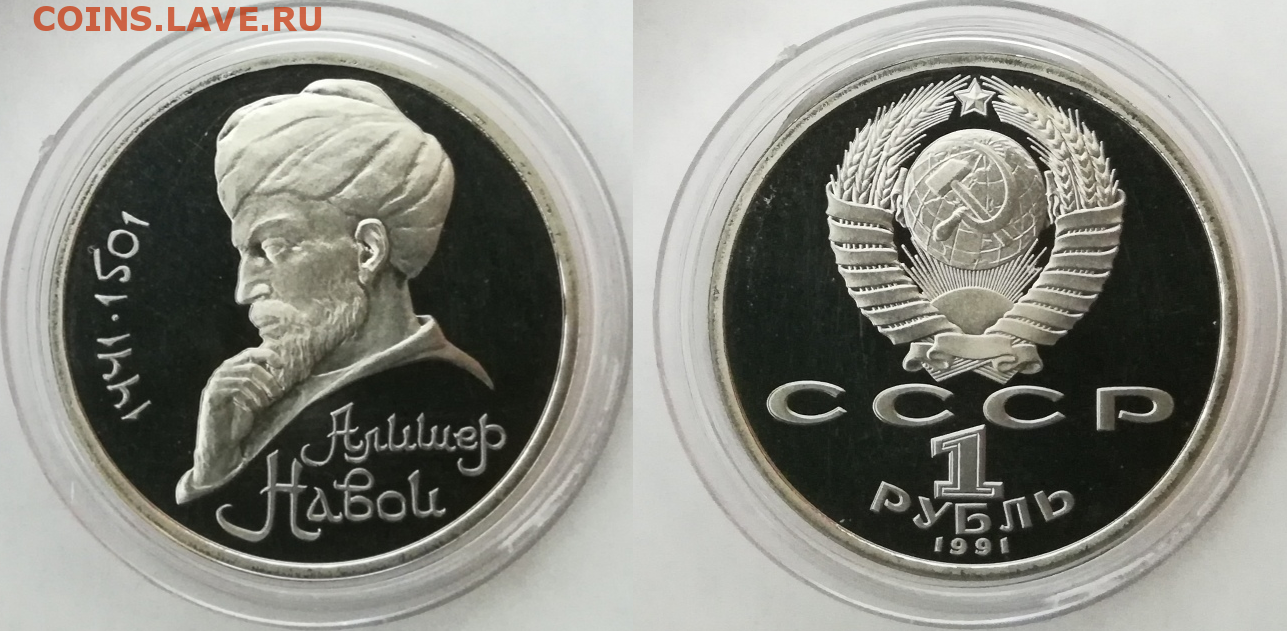 COINS.LAVE.RU
1441·1501
Алишер
Навои
СССР
1
РУБЛЬ
1991